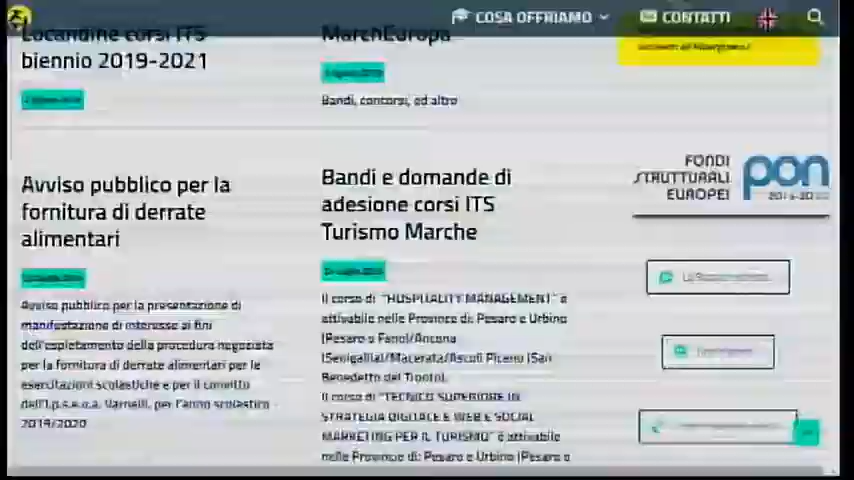 COSA OFFRIAMO
CONTATTI
Locandine corsi ITS
biennio 2019-2021
MarchEuropa
Bandi, concorsi, ed altro
Avviso pubblico per la
fornitura di derrate
alimentari
Avviso pubblico per la presentazione di
manifestazione di interesse ai fini
dell'espletamento della procedura negoziata
per la fornitura di derrate alimentari per le
esercitazioni scolastiche e per il convitto
dell'I.p.s.e.o.a. Varnelli, per l'anno scolastico
2019/2020
Bandi e domande di
adesione corsi ITS
Turismo Marche
Il corso di "HOSPITALITY MANAGEMENT" è
attivabile nelle Province di: Pesaro e Urbino
(Pesaro o Fano)/Ancona
(Senigallia)/Macerata/Ascoli Piceno (San
Benedetto del Tronto).
Il corso di "TECNICO SUPERIORE IN
STRATEGIA DIGITALE E WEB E SOCIAL
MARKETING PER IL TURISMO" è attivabile
nelle Province di: Pesaro e Urbino (Pesaro o
FONDI
STRUTTURALI
EUROPEI
pon